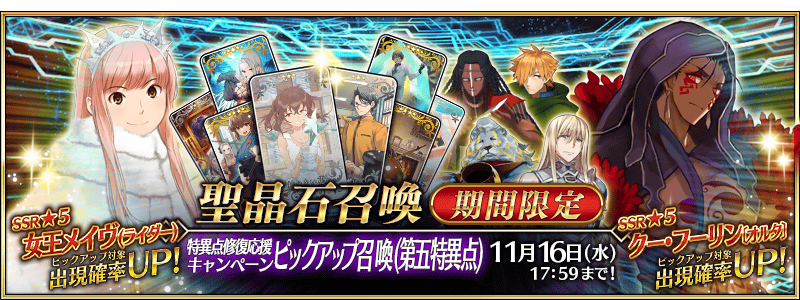 聖晶石召喚
期間限定
SSR★5
女王メイヴ(ライダー)
ピックアップ対象
出現確率UP!
特異点修復応援
キャンペーン
ピックアップ召喚(第五特異点)
11月16日(水)
17:59まで!
SSR★5
クー・フーリン〔オルタ〕
ピックアップ対象
出現確率UP!